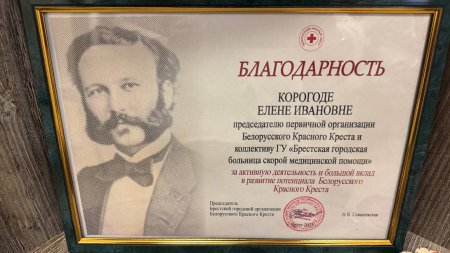 БЛАГОДАРНОСТЬ
КОРОГОДЕ
ЕЛЕНЕ ИВАНОВНЕ
председателю первичной организации
Белорусского Красного Креста и
коллективу ГУ «Брестская городская
больница скорой медицинской помощи»
за активную деятельность и большой вклад
в развитие потенциала Белорусского
Красного Креста
Председатель
Брестской городской организации
Белорусского Красного Креста